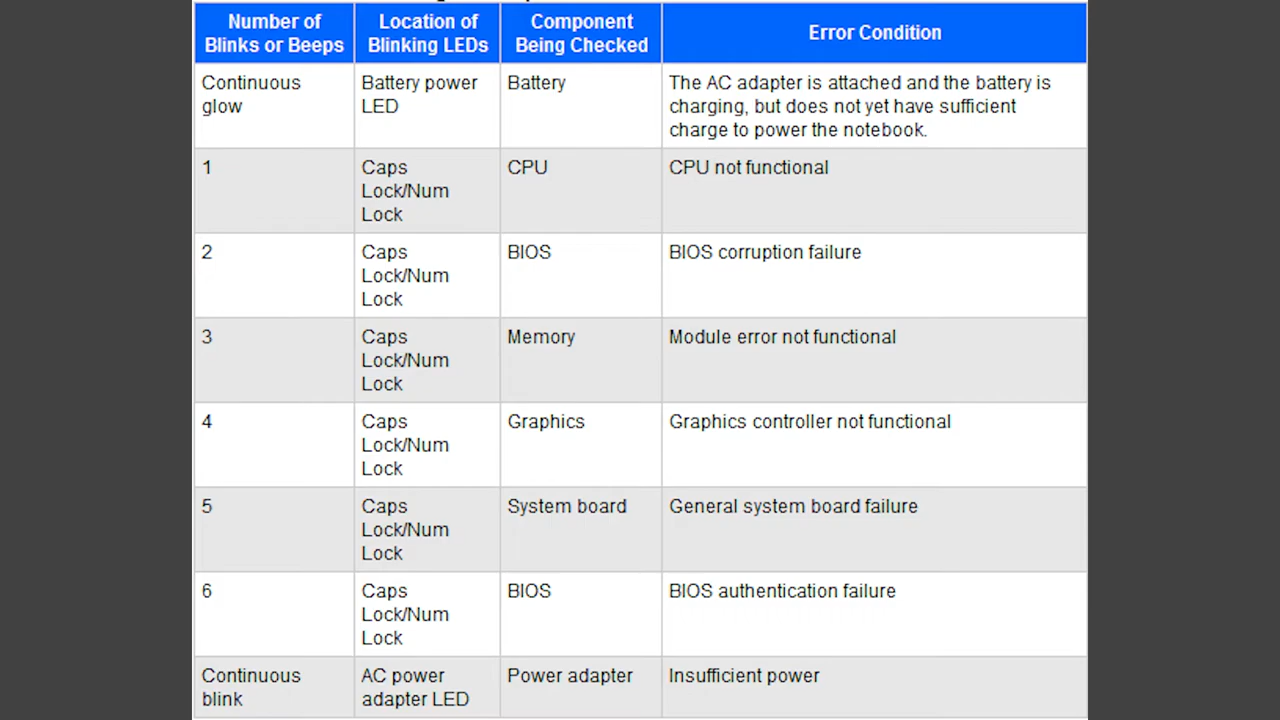 Number of Blinks or Beeps
Location of Blinking LEDs
Component Being Checked
Error Condition
Continuous glow
Battery power LED
Battery
The AC adapter is attached and the battery is
charging, but does not yet have sufficient
charge to power the notebook.
1
Caps
Lock/Num
Lock
CPU
CPU not functional
2
Caps
Lock/Num
Lock
BIOS
BIOS corruption failure
3
Caps
Lock/Num
Lock
Memory
Module error not functional
4
Caps
Lock/Num
Lock
Graphics
Graphics controller not functional
5
Caps
Lock/Num
Lock
System board
General system board failure
6
Caps
Lock/Num
Lock
BIOS
BIOS authentication failure
Continuous
blink
AC power
adapter LED
Power adapter
Insufficient power